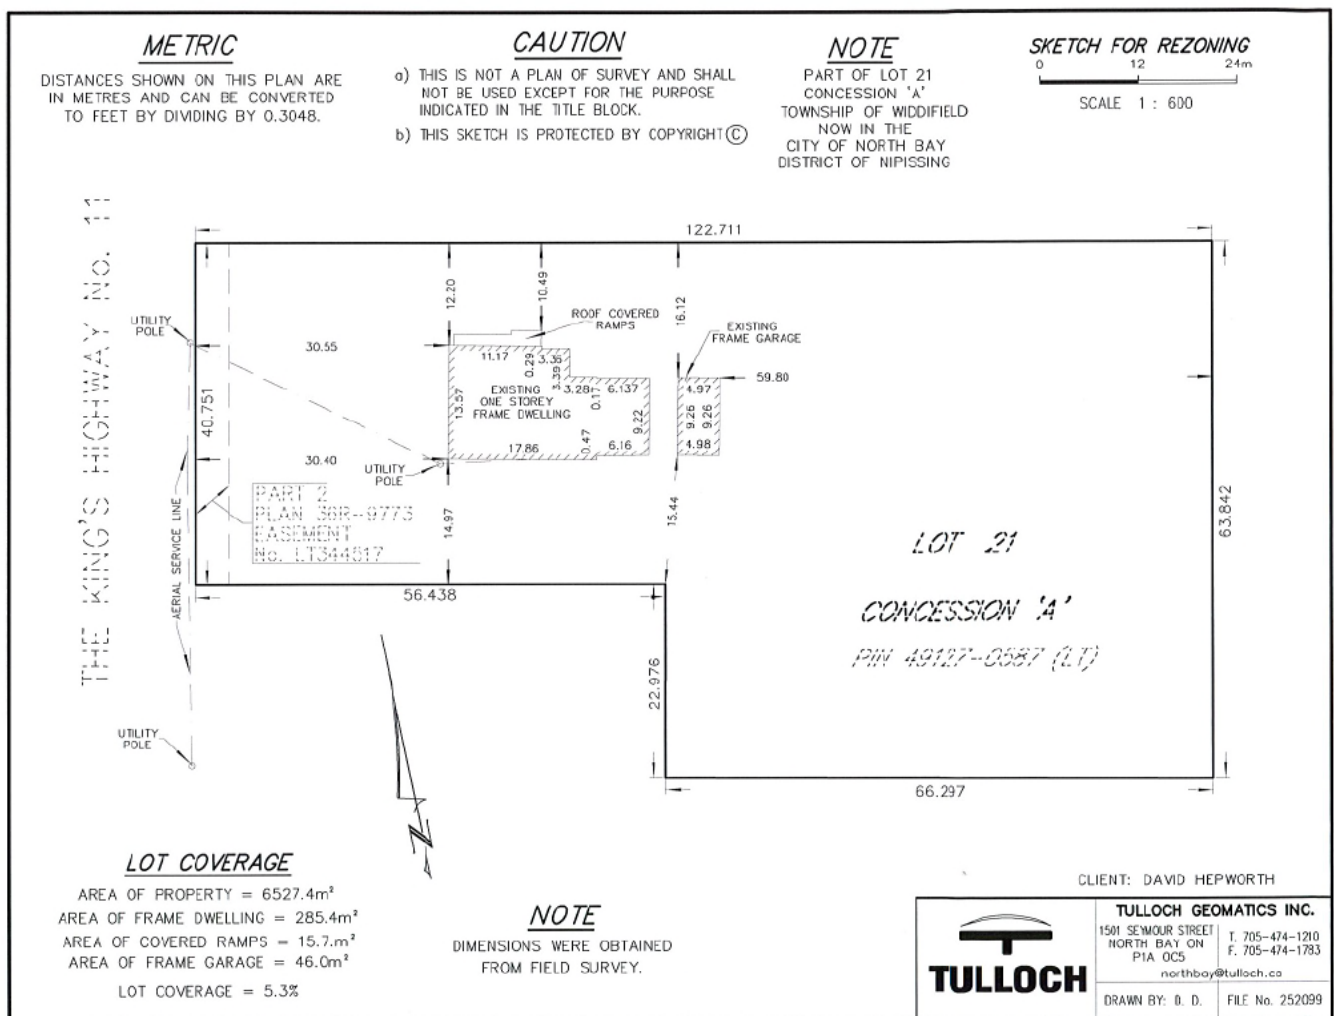 METRIC
DISTANCES SHOWN ON THIS PLAN ARE
IN METRES AND CAN BE CONVERTED
TO FEET BY DIVIDING BY 0.3048.
CAUTION
a) THIS IS NOT A PLAN OF SURVEY AND SHALL
NOT BE USED EXCEPT FOR THE PURPOSE
INDICATED IN THE TITLE BLOCK.
b) THIS SKETCH IS PROTECTED BY COPYRIGHT ©
NOTE
PART OF LOT 21
CONCESSION 'A'
TOWNSHIP OF WIDDIFIELD
NOW IN THE
CITY OF NORTH BAY
DISTRICT OF NIPISSING
SKETCH FOR REZONING
0 12 24m
SCALE 1 : 600
THE KING'S HIGHWAY NO. 11
122.711
UTILITY
POLE
40.751
30.55
12.20
10.49
ROOF COVERED
RAMPS
16.12
EXISTING
FRAME GARAGE
59.80
11.17
0.29
3.36
3.39
3.28
0.17
6.137
EXISTING
ONE STOREY
FRAME DWELLING
13.57
9.22
4.97
9.26
9.26
4.98
17.86
0.47
6.16
30.40
UTILITY
POLE
14.97
15.44
PART 2
PLAN 36R-9773
EASEMENT
No. LT344517
AERIAL SERVICE LINE
56.438
22.976
63.842
LOT 21
CONCESSION 'A'
PIN 49127-0587 (LT)
66.297
UTILITY
POLE
N
LOT COVERAGE
AREA OF PROPERTY = 6527.4m²
AREA OF FRAME DWELLING = 285.4m²
AREA OF COVERED RAMPS = 15.7.m²
AREA OF FRAME GARAGE = 46.0m²
LOT COVERAGE = 5.3%
NOTE
DIMENSIONS WERE OBTAINED
FROM FIELD SURVEY.
CLIENT: DAVID HEPWORTH
TULLOCH
TULLOCH GEOMATICS INC.
1501 SEYMOUR STREET
NORTH BAY ON
P1A 0C5
T. 705-474-1210
F. 705-474-1783
northbay@tulloch.ca
DRAWN BY: D. D.
FILE No. 252099